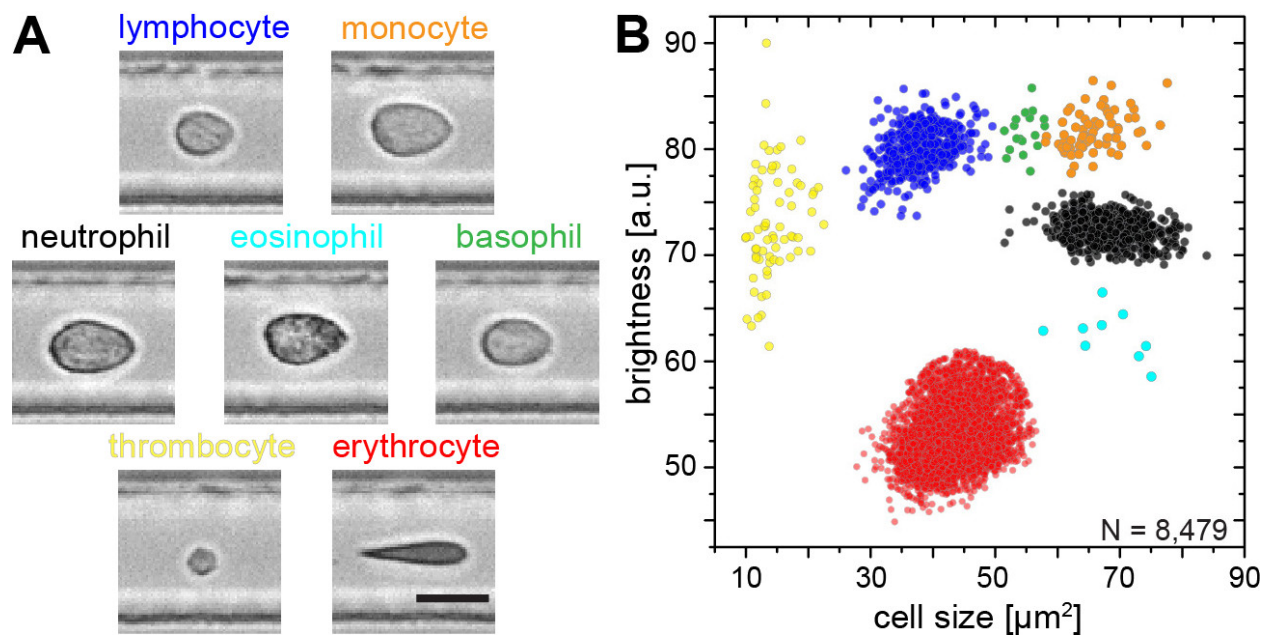 A
lymphocyte monocyte
neutrophil eosinophil basophil
thrombocyte erythrocyte
B
brightness [a.u.]
90
80
70
60
50
N = 8,479
10 30 50 70 90
cell size [µm²]